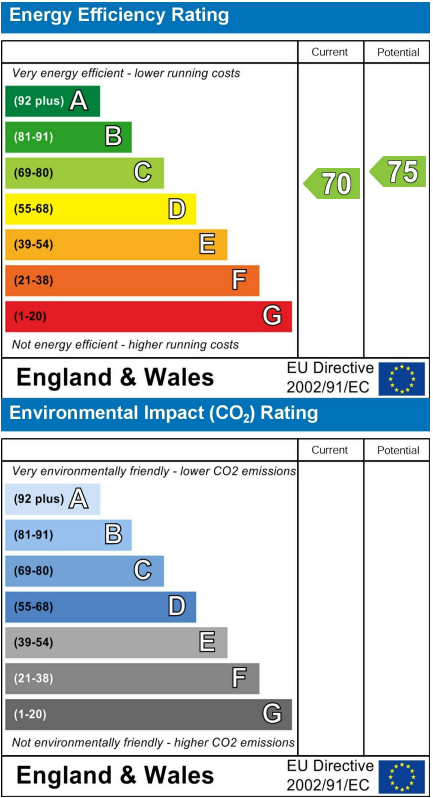 Energy Efficiency Rating
Current Potential
Very energy efficient - lower running costs
(92 plus) A
(81-91) B
(69-80) C
70 75
(55-68) D
(39-54) E
(21-38) F
(1-20) G
Not energy efficient - higher running costs
England & Wales
EU Directive
2002/91/EC
Environmental Impact (CO₂) Rating
Current Potential
Very environmentally friendly - lower CO2 emissions
(92 plus) A
(81-91) B
(69-80) C
(55-68) D
(39-54) E
(21-38) F
(1-20) G
Not environmentally friendly - higher CO2 emissions
England & Wales
EU Directive
2002/91/EC